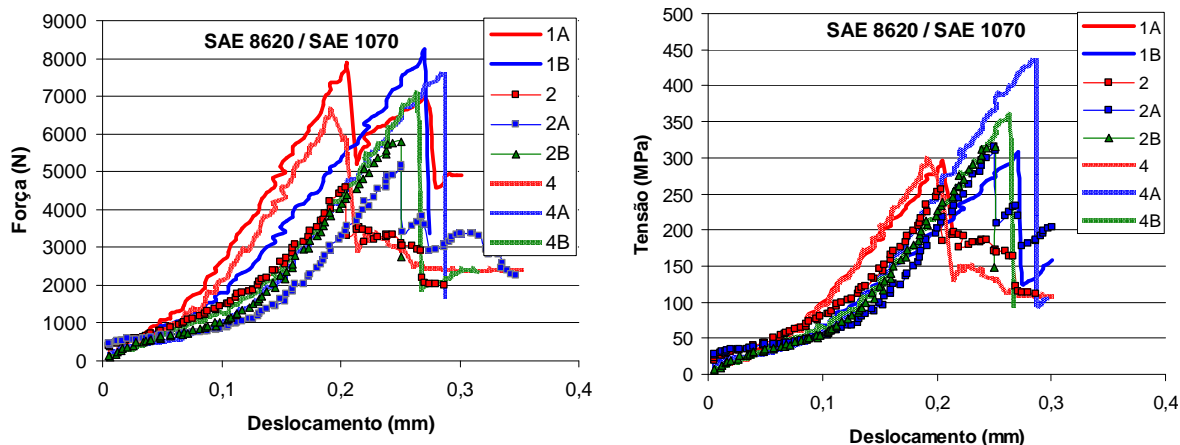 SAE 8620 / SAE 1070
Força (N)
9000
8000
7000
6000
5000
4000
3000
2000
1000
0
0 0,1 0,2 0,3 0,4
Deslocamento (mm)
1A
1B
2
2A
2B
4
4A
4B
SAE 8620 / SAE 1070
Tensão (MPa)
500
450
400
350
300
250
200
150
100
50
0
0 0,1 0,2 0,3 0,4
Deslocamento (mm)
1A
1B
2
2A
2B
4
4A
4B